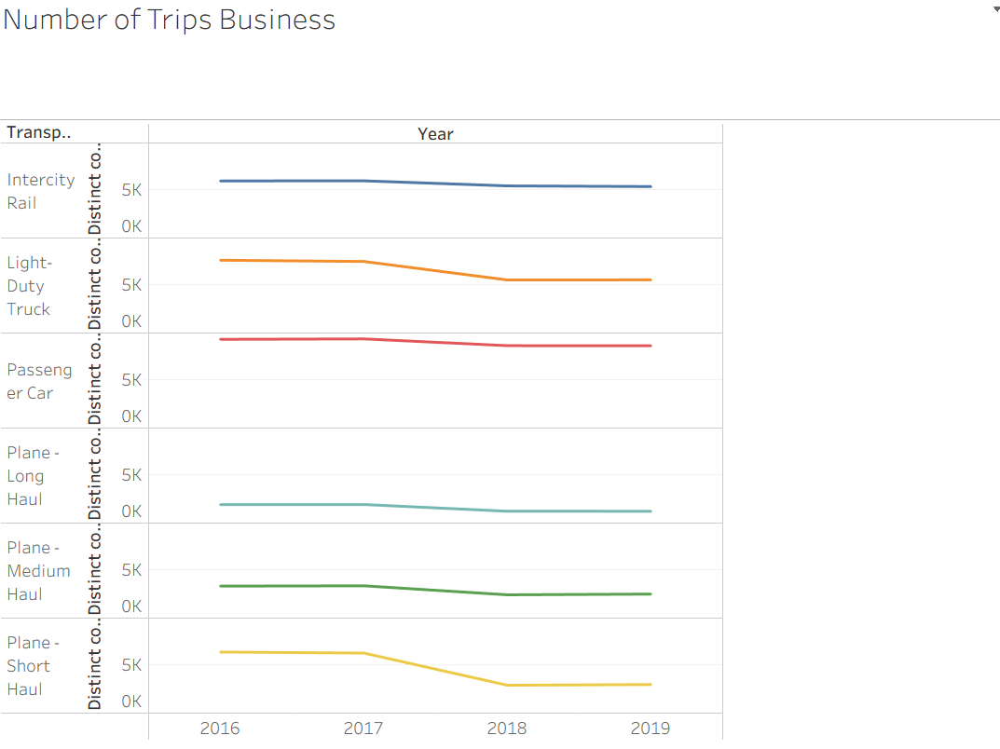 Number of Trips Business
Transp..
Year
Intercity
Rail
Distinct co..
5K
0K
Light-
Duty
Truck
Distinct co..
5K
0K
Passeng
er Car
Distinct co..
5K
0K
Plane -
Long
Haul
Distinct co..
5K
0K
Plane -
Medium
Haul
Distinct co..
5K
0K
Plane -
Short
Haul
Distinct co..
5K
0K
2016 2017 2018 2019